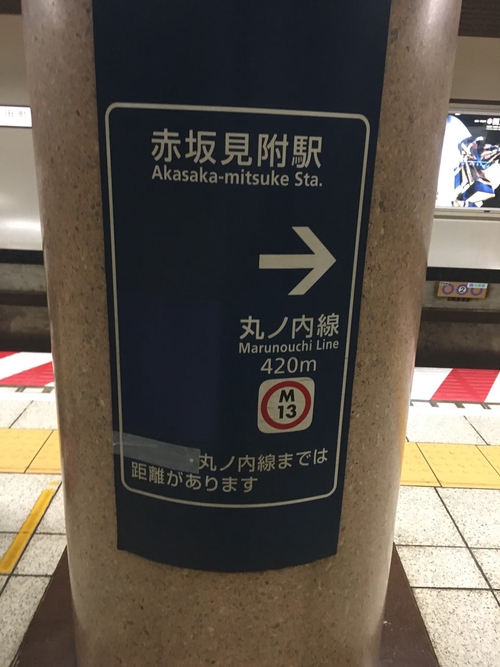 赤坂見附駅
Akasaka-mitsuke Sta.
丸ノ内線
Marunouchi Line
420m
M
13
丸ノ内線までは
距離があります